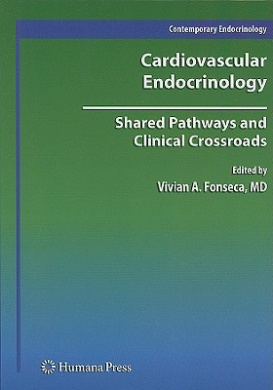 Contemporary Endocrinology
Cardiovascular
Endocrinology
Shared Pathways and
Clinical Crossroads
Edited by
Vivian A. Fonseca, MD
Humana Press